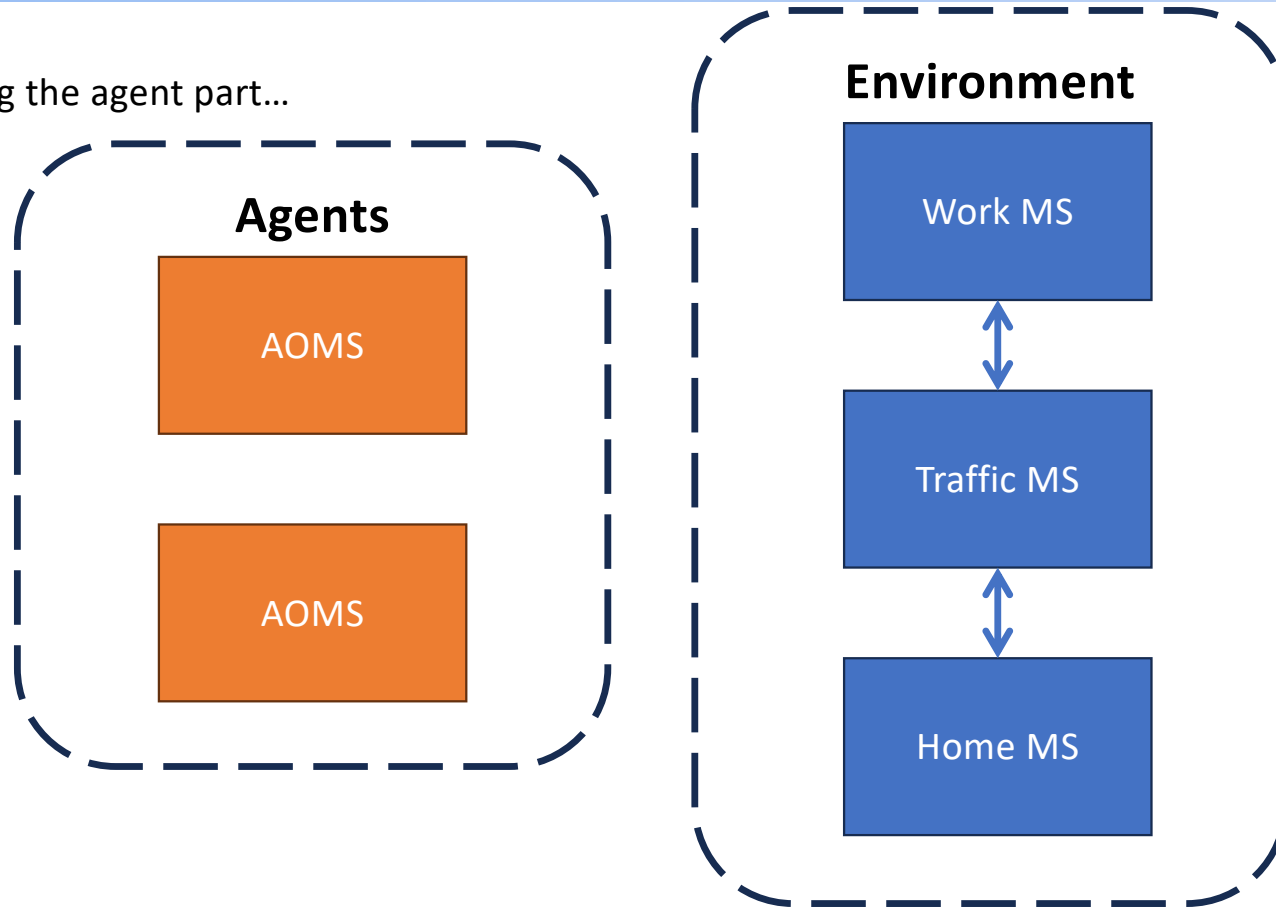 g the agent part…
Agents
AOMS
AOMS
Environment
Work MS
Traffic MS
Home MS